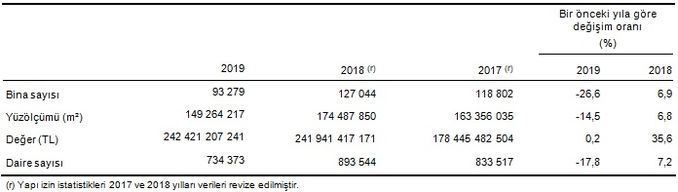 Bir önceki yıla göre
değişim oranı
(%)
2019 2018 (r) 2017 (r) 2019 2018
Bina sayısı 93 279 127 044 118 802 -26,6 6,9
Yüzölçümü (m²) 149 264 217 174 487 850 163 356 035 -14,5 6,8
Değer (TL) 242 421 207 241 241 941 417 171 178 445 482 504 0,2 35,6
Daire sayısı 734 373 893 544 833 517 -17,8 7,2
(r) Yapı izin istatistikleri 2017 ve 2018 yılları verileri revize edilmiştir.